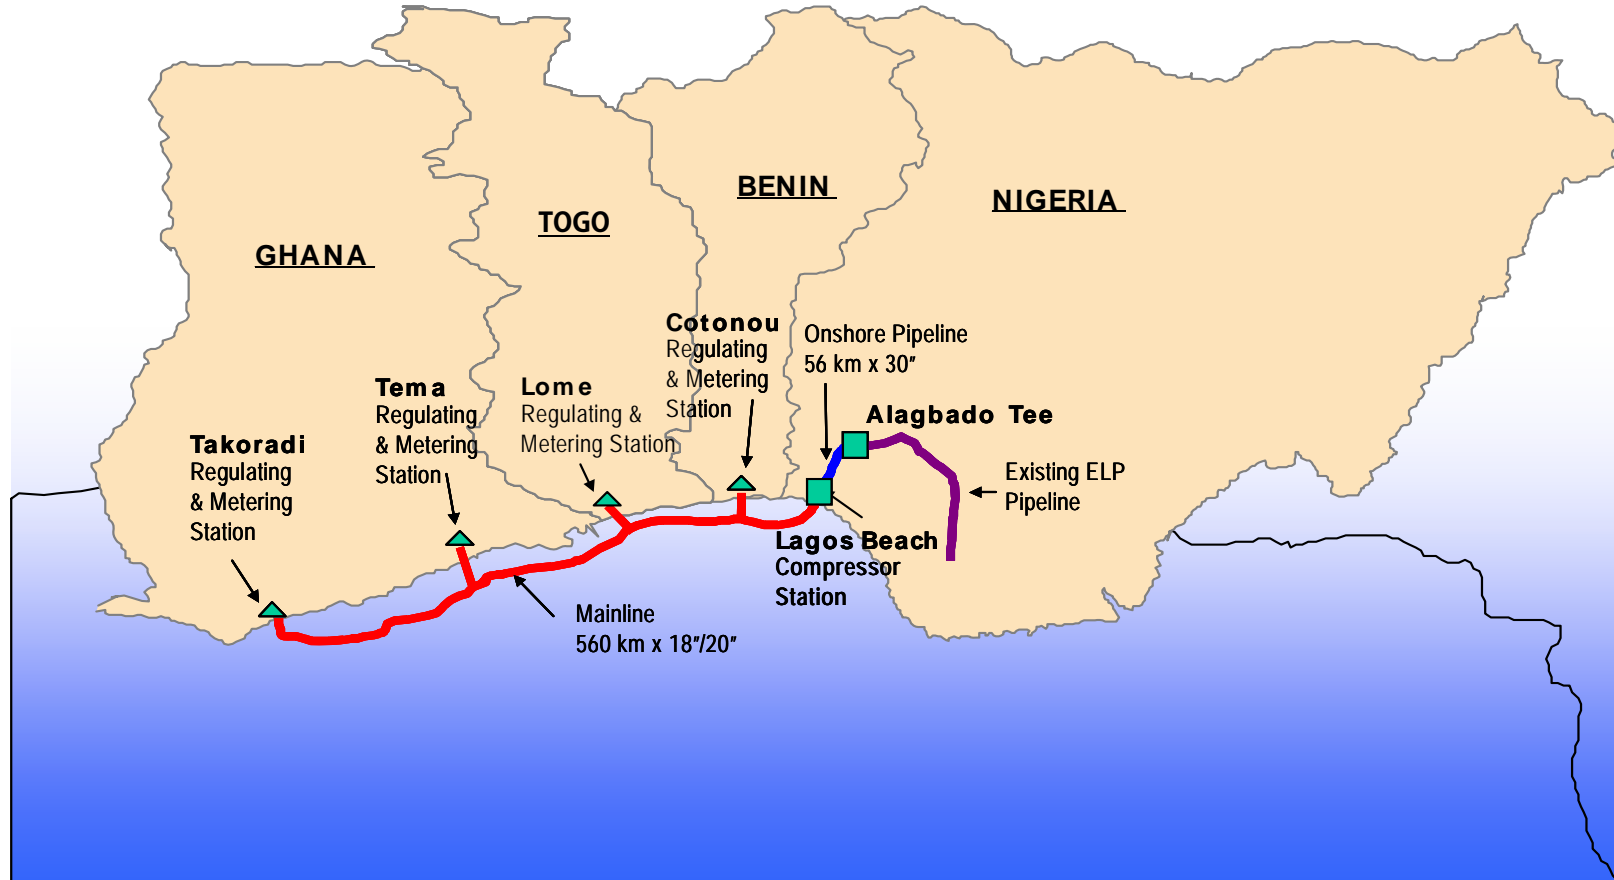 BENIN
NIGERIA
TOGO
GHANA
Cotonou
Regulating
& Metering
Station
Onshore Pipeline
56 km x 30”
Tema
Regulating
& Metering
Station
Lome
Regulating &
Metering Station
Alagbado Tee
Takoradi
Regulating
& Metering
Station
Existing ELP
Pipeline
Lagos Beach
Compressor
Station
Mainline
560 km x 18”/20”